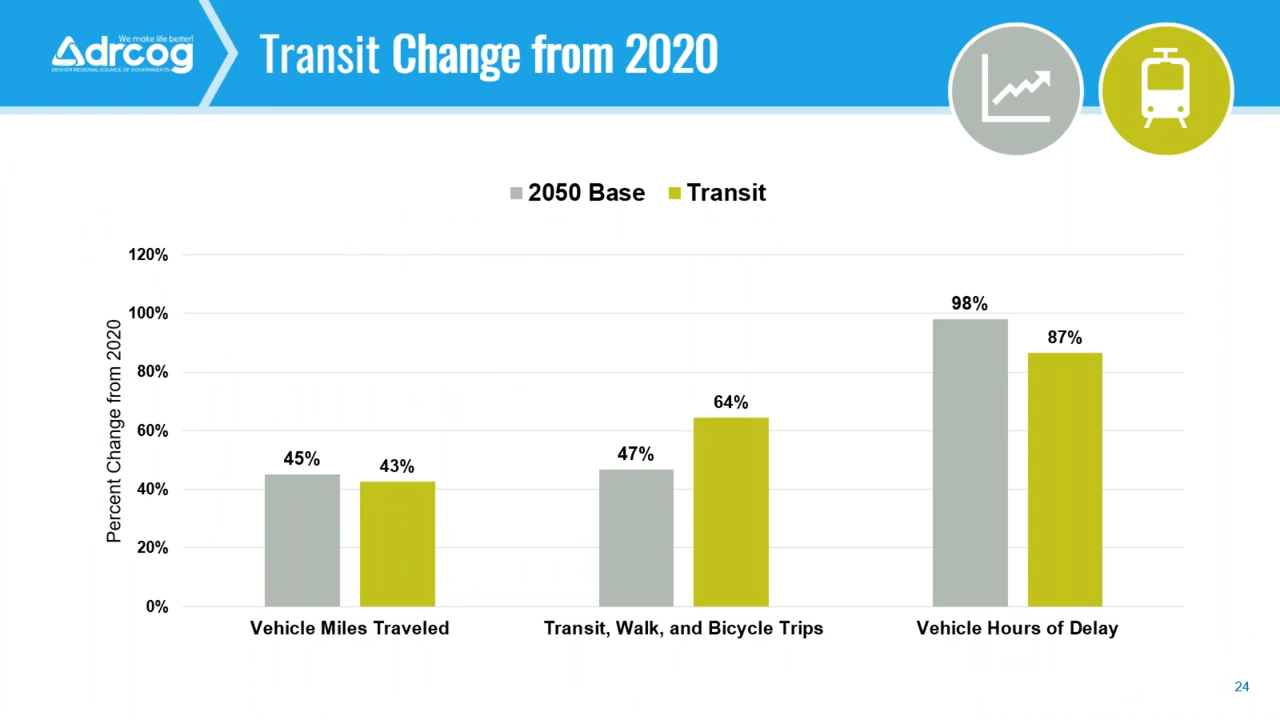 We make life better!
drcog
DENVER REGIONAL COUNCIL OF GOVERNMENTS
Transit Change from 2020
2050 Base Transit
Percent Change from 2020
120%
100%
80%
60%
40%
20%
0%
45%
43%
47%
64%
98%
87%
Vehicle Miles Traveled
Transit, Walk, and Bicycle Trips
Vehicle Hours of Delay
24